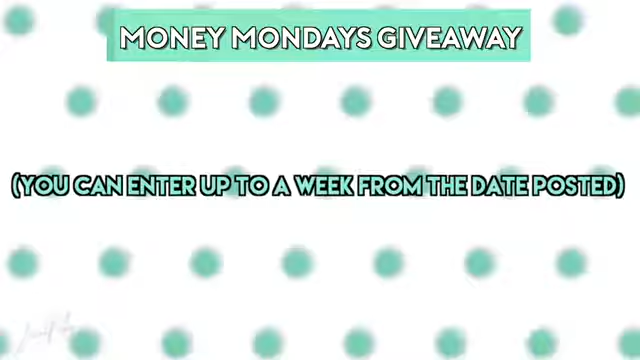 MONEY MONDAYS GIVEAWAY
(YOU CAN ENTER UP TO A WEEK FROM THE DATE POSTED)